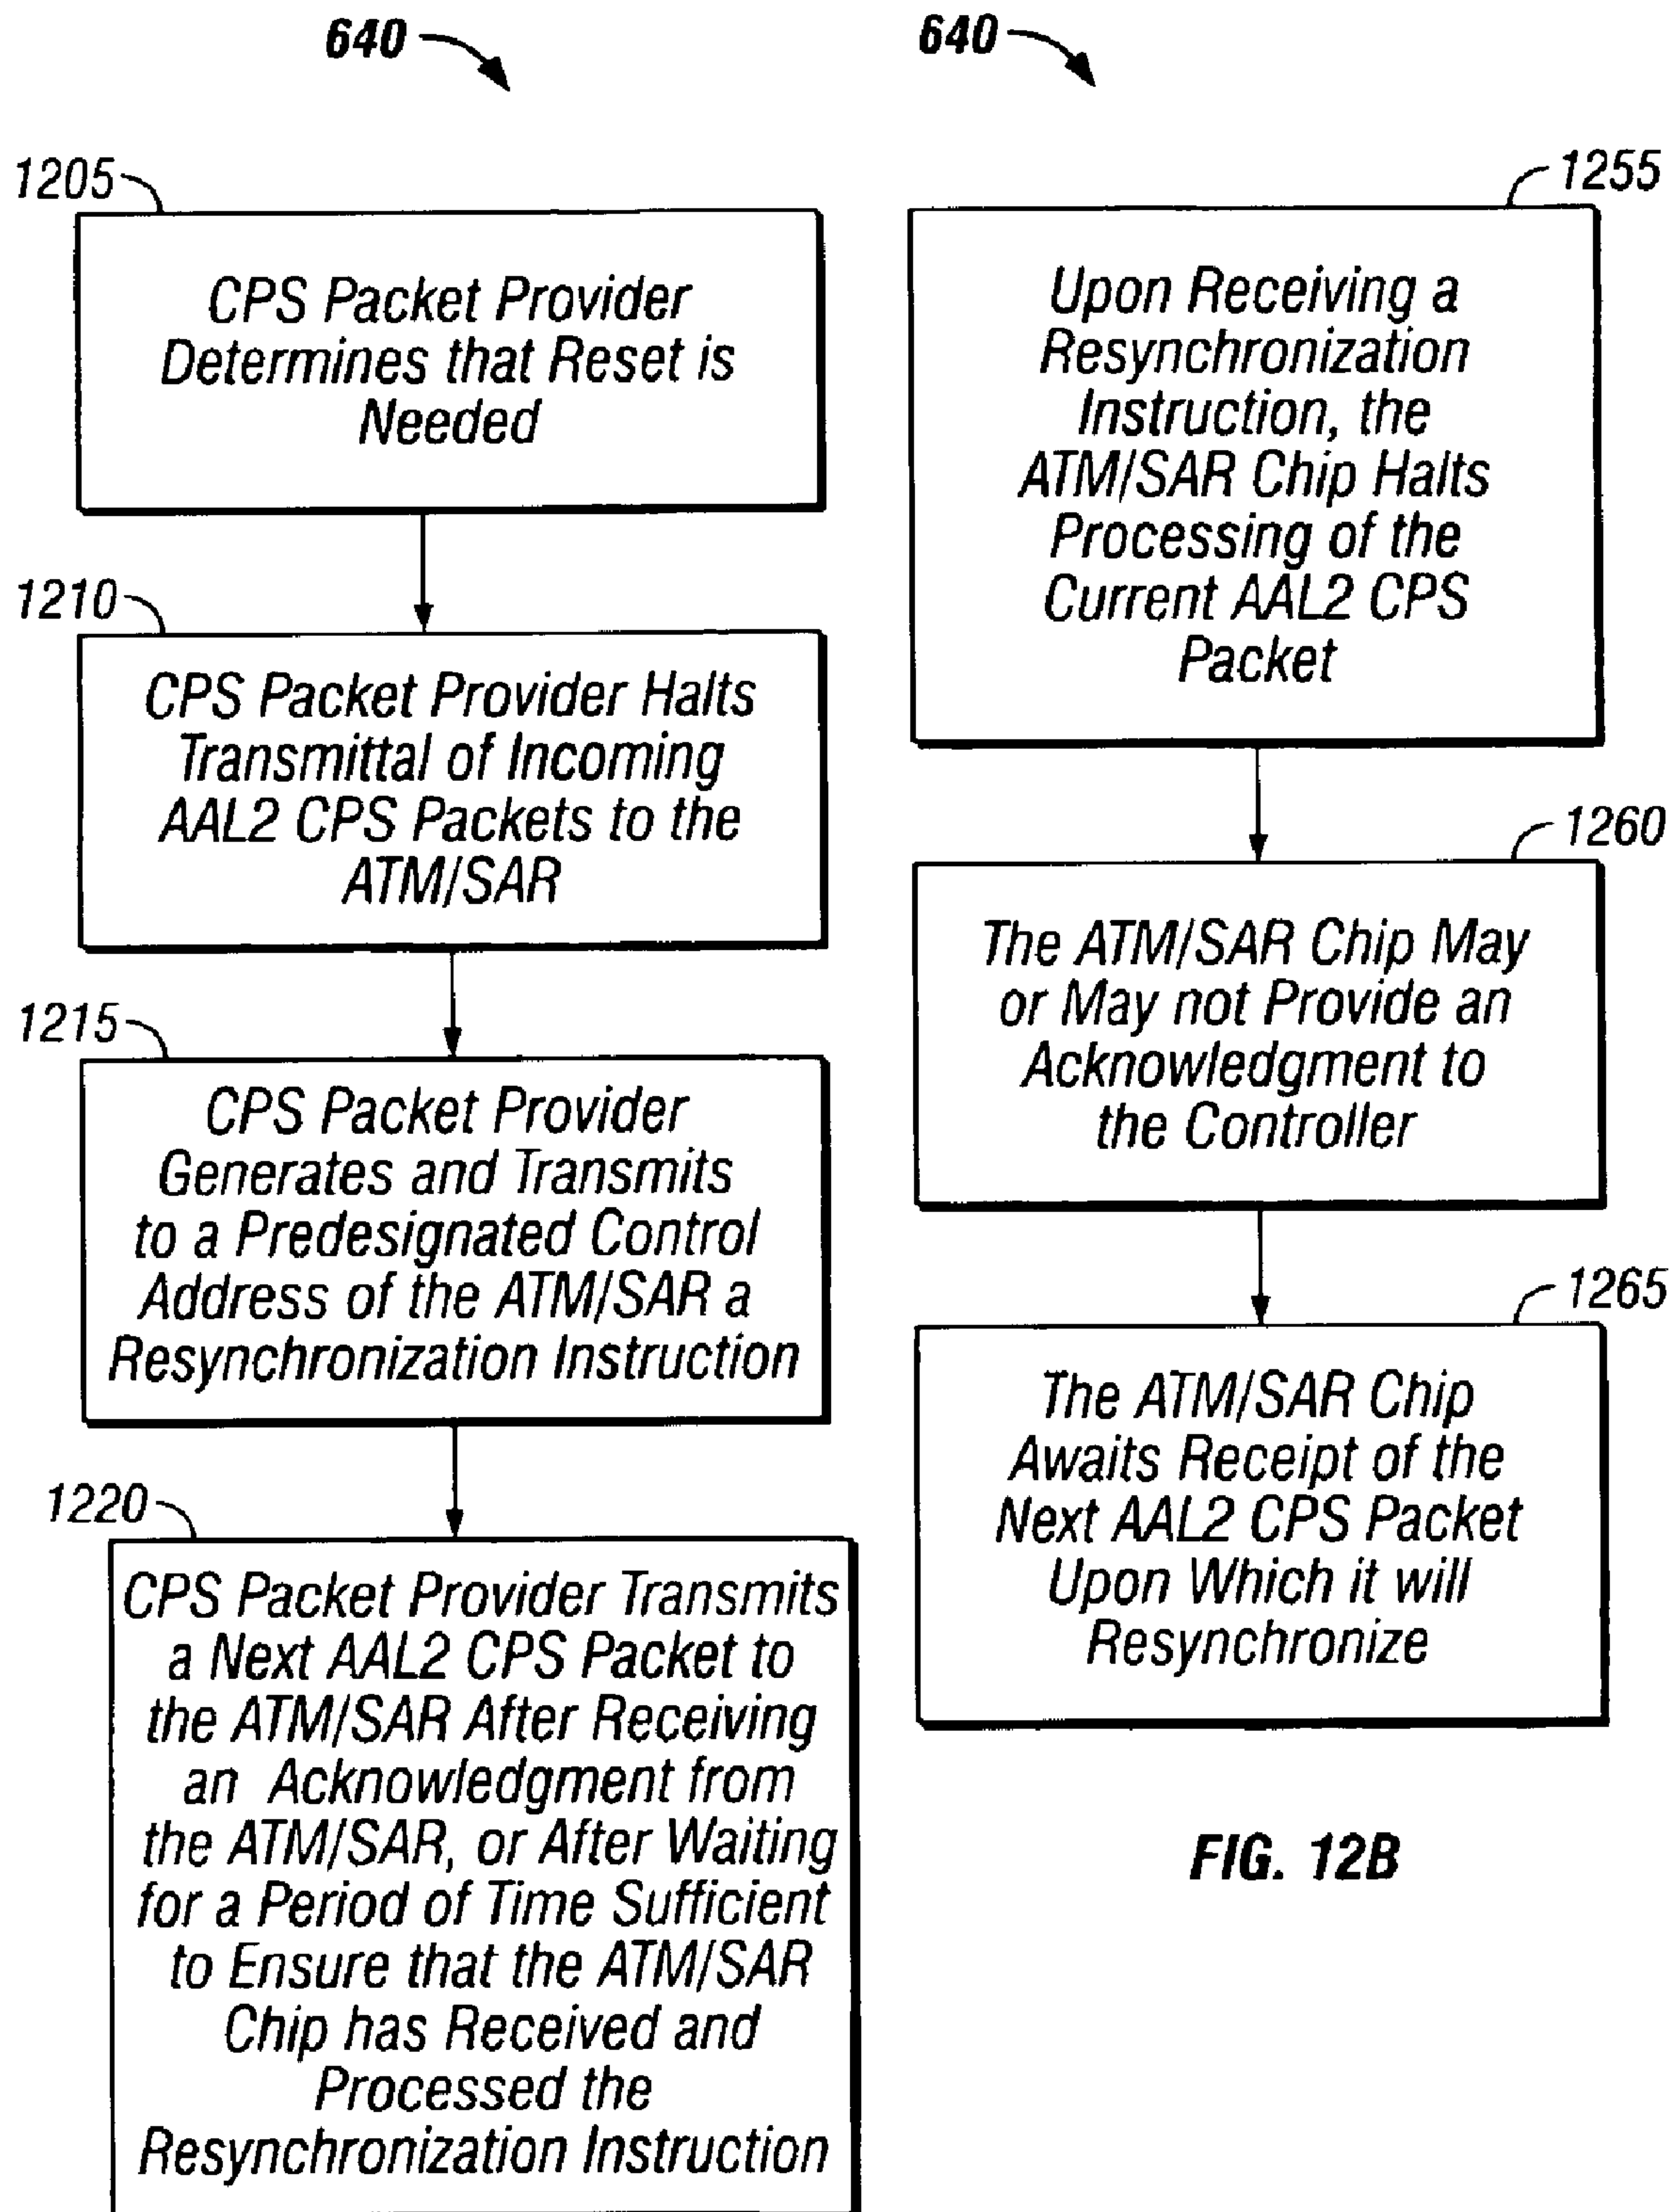 640
1205
CPS Packet Provider
Determines that Reset is
Needed
1210
CPS Packet Provider Halts
Transmittal of Incoming
AAL2 CPS Packets to the
ATM/SAR
1215
CPS Packet Provider
Generates and Transmits
to a Predesignated Control
Address of the ATM/SAR a
Resynchronization Instruction
1220
CPS Packet Provider Transmits
a Next AAL2 CPS Packet to
the ATM/SAR After Receiving
an Acknowledgment from
the ATM/SAR, or After Waiting
for a Period of Time Sufficient
to Ensure that the ATM/SAR
Chip has Received and
Processed the
Resynchronization Instruction
640
1255
Upon Receiving a
Resynchronization
Instruction, the
ATM/SAR Chip Halts
Processing of the
Current AAL2 CPS
Packet
1260
The ATM/SAR Chip May
or May not Provide an
Acknowledgment to
the Controller
1265
The ATM/SAR Chip
Awaits Receipt of the
Next AAL2 CPS Packet
Upon Which it will
Resynchronize
FIG. 12B